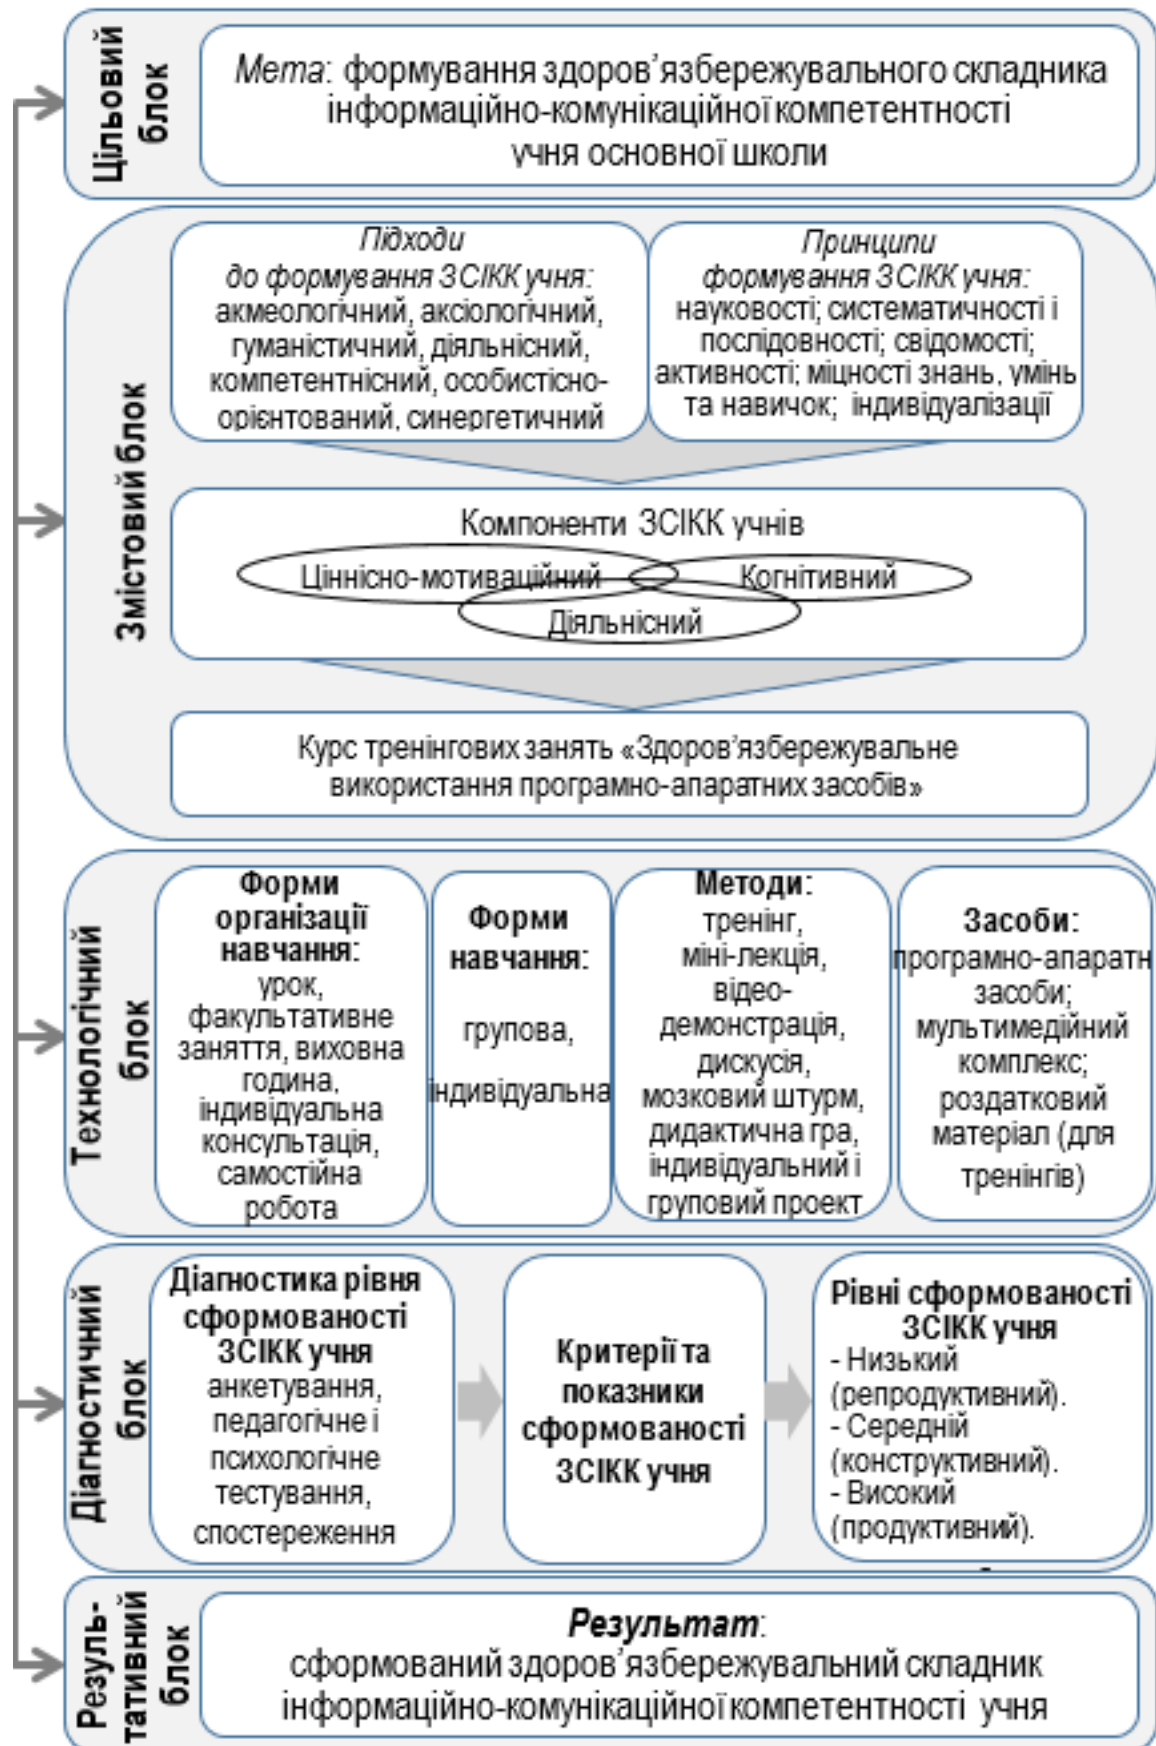 Цільовий
блок
Мета: формування здоров’язбережувального складника
інформаційно-комунікаційної компетентності
учня основної школи
Змістовий блок
Підходи
до формування ЗСІКК учня:
акмеологічний, аксіологічний,
гуманістичний, діяльнісний,
компетентнісний, особистісно-
орієнтований, синергетичний
Принципи
формування ЗСІКК учня:
науковості; систематичності і
послідовності; свідомості;
активності; міцності знань, умінь
та навичок; індивідуалізації
Компоненти ЗСІКК учнів
Ціннісно-мотиваційний
Когнітивний
Діяльнісний
Курс тренінгових занять «Здоров’язбережувальне
використання програмно-апаратних засобів»
Технологічний
блок
Форми
організації
навчання:
урок,
факультативне
заняття, виховна
година,
індивідуальна
консультація,
самостійна
робота
Форми
навчання:
групова,
індивідуальна
Методи:
тренінг,
міні-лекція,
відео-
демонстрація,
дискусія,
мозковий штурм,
дидактична гра,
індивідуальний і
груповий проект
Засоби:
програмно-апаратн
засоби;
мультимедійний
комплекс;
роздатковий
матеріал (для
тренінгів)
Діагностичний
блок
Діагностика рівня
сформованості
ЗСІКК учня
анкетування,
педагогічне і
психологічне
тестування,
спостереження
Критерії та
показники
сформованості
ЗСІКК учня
Рівні сформованості
ЗСІКК учня
- Низький
(репродуктивний).
- Середній
(конструктивний).
- Високий
(продуктивний).
Резуль-
тативний
блок
Результат:
сформований здоров’язбережувальний складник
інформаційно-комунікаційної компетентності учня